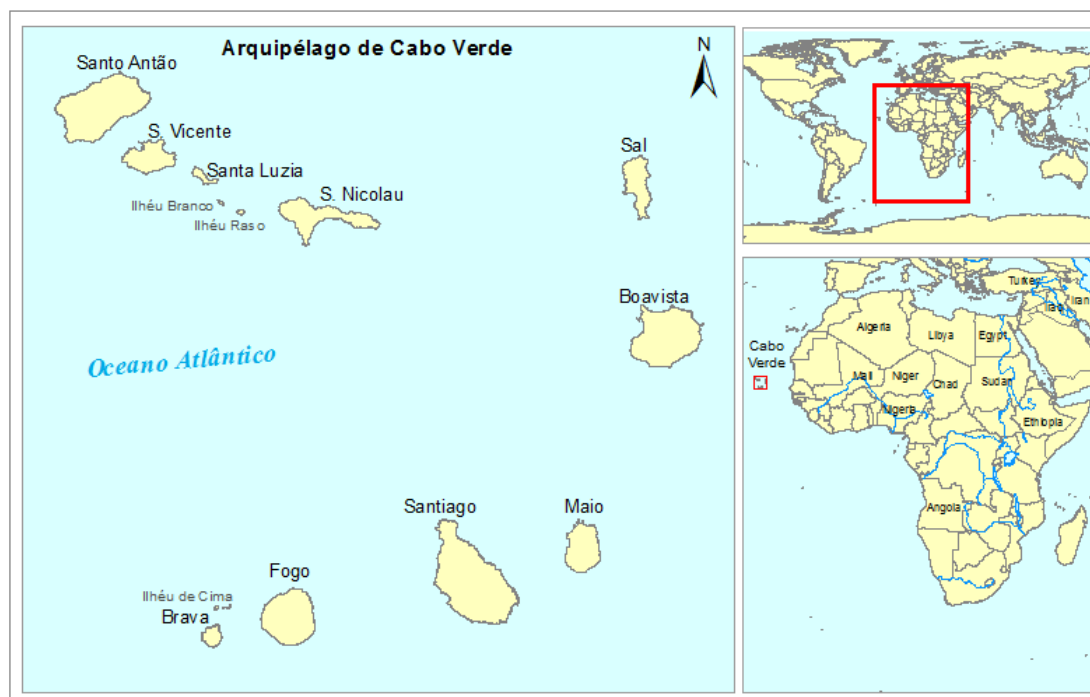 Arquipélago de Cabo Verde
N
Santo Antão
S. Vicente
Santa Luzia
S. Nicolau
Ilhéu Branco
Ilhéu Raso
Sal
Boavista
Oceano Atlântico
Santiago
Maio
Fogo
Ilhéu de Cima
Brava
Turkey
Iraq
Iran
Algeria
Libya
Egypt
Cabo
Verde
Mali
Niger
Chad
Sudan
Nigeria
Ethiopia
Angola